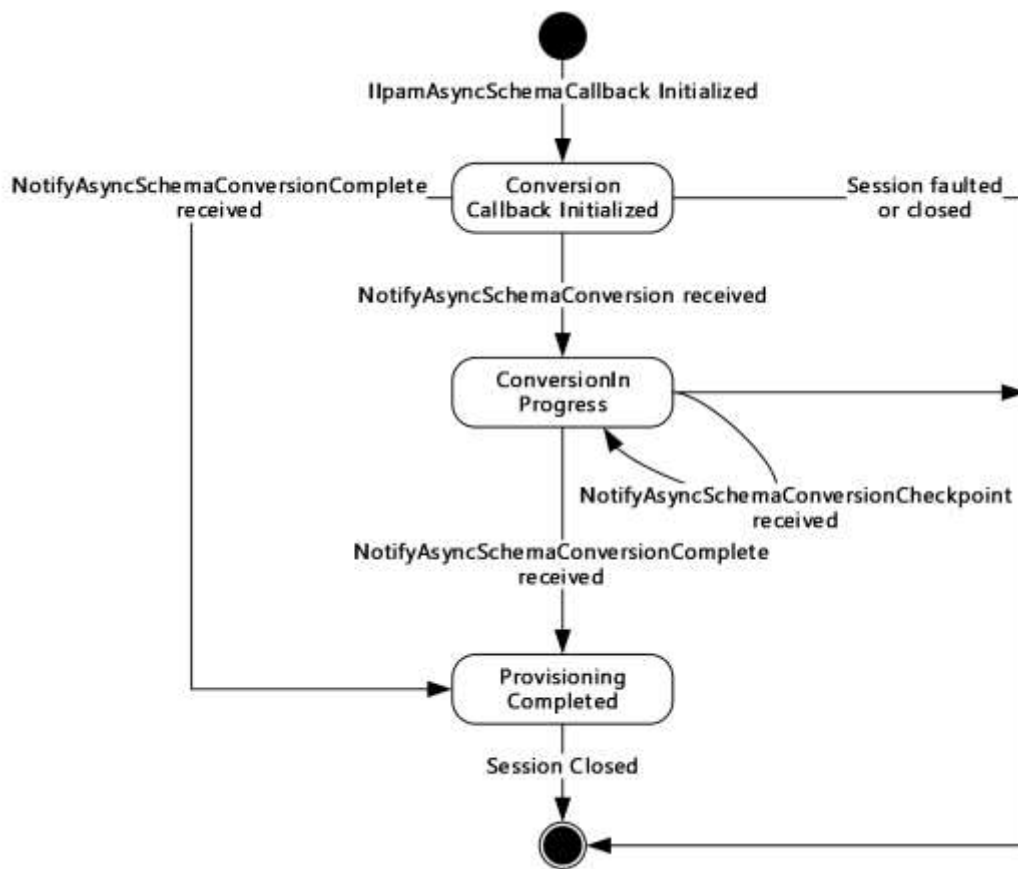 IIpamAsyncSchemaCallback Initialized
NotifyAsyncSchemaConversionComplete
received
Conversion
Callback Initialized
Session faulted
or closed
NotifyAsyncSchemaConversion received
ConversionIn
Progress
NotifyAsyncSchemaConversionCheckpoint
received
NotifyAsyncSchemaConversionComplete
received
Provisioning
Completed
Session Closed